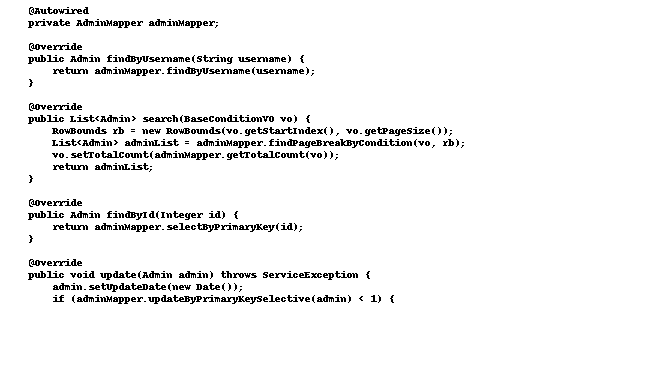 @Autowired
private AdminMapper adminMapper;

@Override
public Admin findByUsername(String username) {
    return adminMapper.findByUsername(username);
}

@Override
public List<Admin> search(BaseConditionVO vo) {
    RowBounds rb = new RowBounds(vo.getStartIndex(), vo.getPageSize());
    List<Admin> adminList = adminMapper.findPageBreakByCondition(vo, rb);
    vo.setTotalCount(adminMapper.getTotalCount(vo));
    return adminList;
}

@Override
public Admin findById(Integer id) {
    return adminMapper.selectByPrimaryKey(id);
}

@Override
public void update(Admin admin) throws ServiceException {
    admin.setUpdateDate(new Date());
    if (adminMapper.updateByPrimaryKeySelective(admin) < 1) {